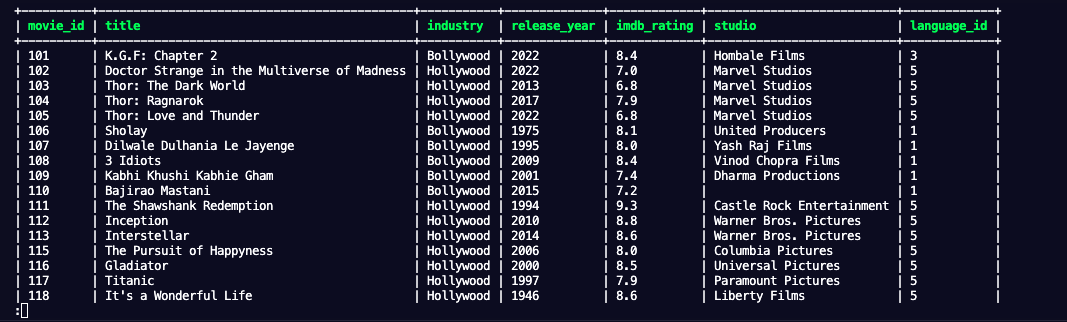 +----------+------------------------------------------+-----------+--------------+-------------+-------------------------+-------------+
| movie_id | title | industry | release_year | imdb_rating | studio | language_id |
+----------+------------------------------------------+-----------+--------------+-------------+-------------------------+-------------+
| 101 | K.G.F: Chapter 2 | Bollywood | 2022 | 8.4 | Hombale Films | 3 |
| 102 | Doctor Strange in the Multiverse of Madness | Hollywood | 2022 | 7.0 | Marvel Studios | 5 |
| 103 | Thor: The Dark World | Hollywood | 2013 | 6.8 | Marvel Studios | 5 |
| 104 | Thor: Ragnarok | Hollywood | 2017 | 7.9 | Marvel Studios | 5 |
| 105 | Thor: Love and Thunder | Hollywood | 2022 | 6.8 | Marvel Studios | 5 |
| 106 | Sholay | Bollywood | 1975 | 8.1 | United Producers | 1 |
| 107 | Dilwale Dulhania Le Jayenge | Bollywood | 1995 | 8.0 | Yash Raj Films | 1 |
| 108 | 3 Idiots | Bollywood | 2009 | 8.4 | Vinod Chopra Films | 1 |
| 109 | Kabhi Khushi Kabhie Gham | Bollywood | 2001 | 7.4 | Dharma Productions | 1 |
| 110 | Bajirao Mastani | Bollywood | 2015 | 7.2 | | 1 |
| 111 | The Shawshank Redemption | Hollywood | 1994 | 9.3 | Castle Rock Entertainment | 5 |
| 112 | Inception | Hollywood | 2010 | 8.8 | Warner Bros. Pictures | 5 |
| 113 | Interstellar | Hollywood | 2014 | 8.6 | Warner Bros. Pictures | 5 |
| 115 | The Pursuit of Happyness | Hollywood | 2006 | 8.0 | Columbia Pictures | 5 |
| 116 | Gladiator | Hollywood | 2000 | 8.5 | Universal Pictures | 5 |
| 117 | Titanic | Hollywood | 1997 | 7.9 | Paramount Pictures | 5 |
| 118 | It's a Wonderful Life | Hollywood | 1946 | 8.6 | Liberty Films | 5 |
: